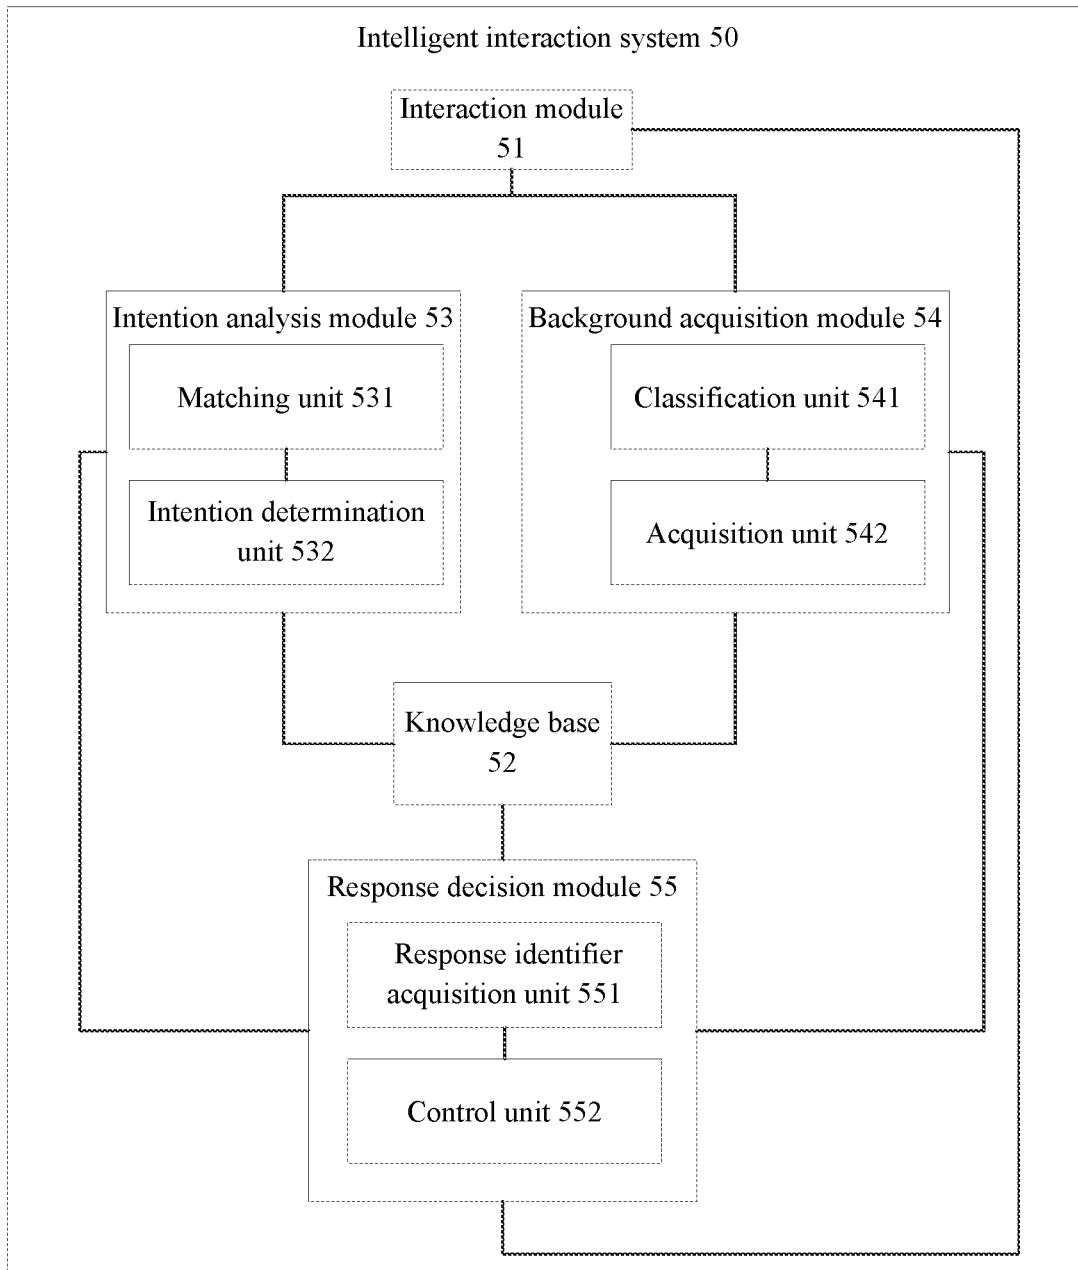 Intelligent interaction system 50
Interaction module
51
Intention analysis module 53
Matching unit 531
Intention determination
unit 532
Background acquisition module 54
Classification unit 541
Acquisition unit 542
Knowledge base
52
Response decision module 55
Response identifier
acquisition unit 551
Control unit 552